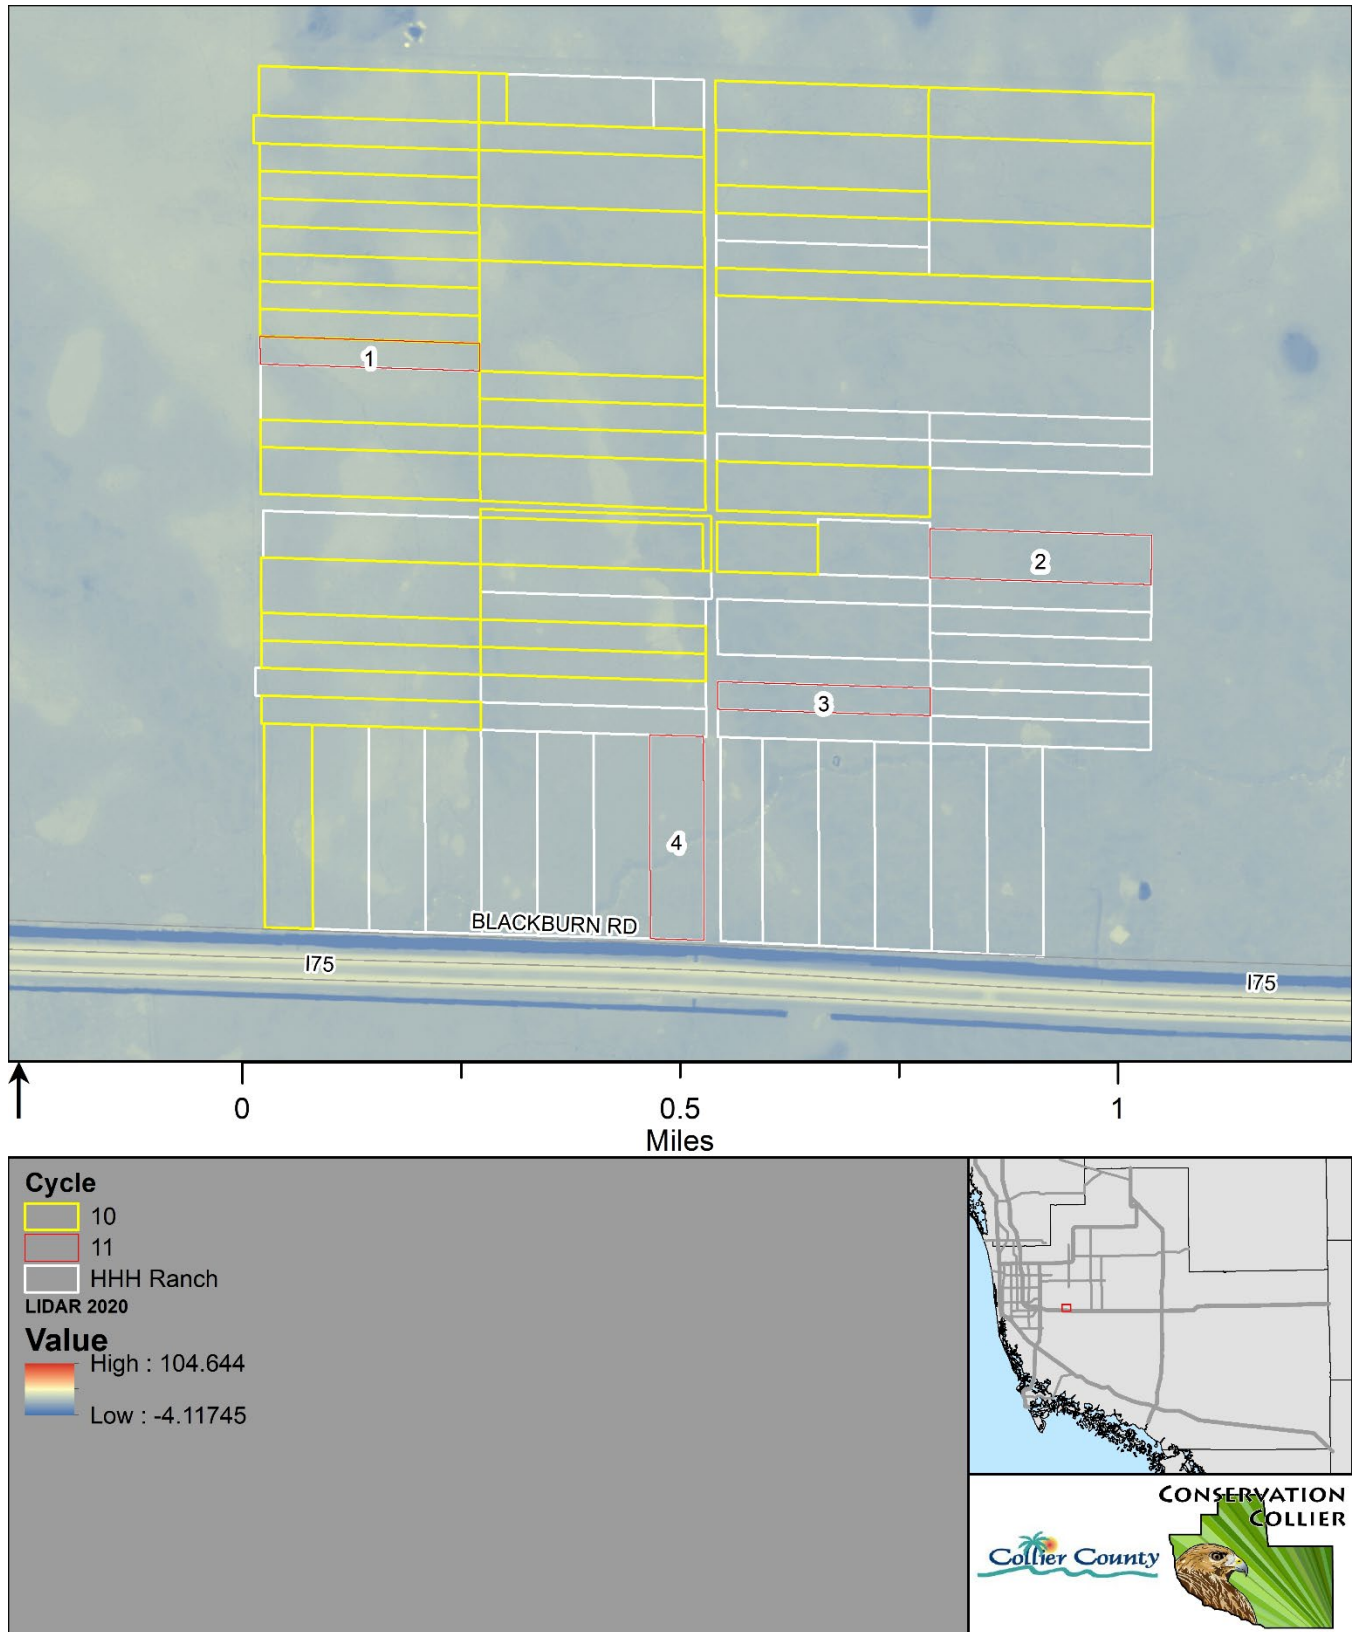 1
2
3
4
BLACKBURN RD
I75
I75
0
0.5
1
Miles
Cycle
10
11
HHH Ranch
LIDAR 2020
Value
High : 104.644
Low : -4.11745
CONSERVATION
COLLIER
Collier County